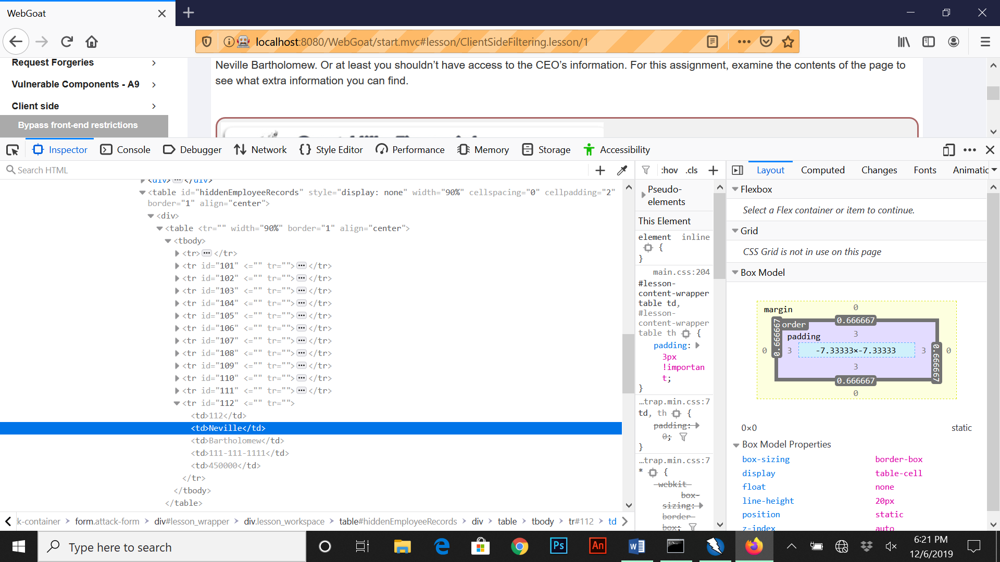 WebGoat
localhost:8080/WebGoat/start.mvc#lesson/ClientSideFiltering.lesson/1
Request Forgeries
Vulnerable Components - A9
Client side
Bypass front-end restrictions
Neville Bartholomew. Or at least you shouldn't have access to the CEO's information. For this assignment, examine the contents of the page to
see what extra information you can find.
Inspector Console Debugger Network Style Editor Performance Memory Storage Accessibility
Search HTML
<div> ••• </div>
<table id="hiddenEmployeeRecords" style="display: none" width="90%" cellspacing="0" cellpadding="2"
border="1" align="center">
<div>
<table <tr="" width="90%" border="1" align="center">
<tbody>
<tr> ••• </tr>
<tr id="101" <="" tr=""> ••• </tr>
<tr id="102" <="" tr=""> ••• </tr>
<tr id="103" <="" tr=""> ••• </tr>
<tr id="104" <="" tr=""> ••• </tr>
<tr id="105" <="" tr=""> ••• </tr>
<tr id="106" <="" tr=""> ••• </tr>
<tr id="107" <="" tr=""> ••• </tr>
<tr id="108" <="" tr=""> ••• </tr>
<tr id="109" <="" tr=""> ••• </tr>
<tr id="110" <="" tr=""> ••• </tr>
<tr id="111" <="" tr=""> ••• </tr>
<tr id="112" <="" tr="">
<td>112</td>
<td>Neville</td>
<td>Bartholomew</td>
<td>111-111-1111</td>
<td>450000</td>
</tr>
</tbody>
</table>
k-container > form.attack-form > div#lesson_wrapper > div.lesson_workspace > table#hiddenEmployeeRecords > div > table > tbody > tr#112 > td
:hov .cls +
Pseudo-
elements
This Element
element inline
{
}
main.css:204
#lesson-
content-wrapper
table td,
#lesson-
content-wrapper
table th {
padding:
3px
!importan
t;
}
…trap.min.css:7
td, th {
padding:
0;
}
…trap.min.css:7
* {
-webkit-
box-
sizing:
border-
box;
Layout Computed Changes Fonts Animatic
Flexbox
Select a Flex container or item to continue.
Grid
CSS Grid is not in use on this page
Box Model
margin 0
order 0.666667
padding 3
0 0.666667 3 -7.33333×-7.33333 3 0.666667 0
3
0.666667
0
0×0 static
Box Model Properties
box-sizing border-box
display table-cell
float none
line-height 20px
position static
z-index auto
Type here to search
Ps
An
6:21 PM
12/6/2019